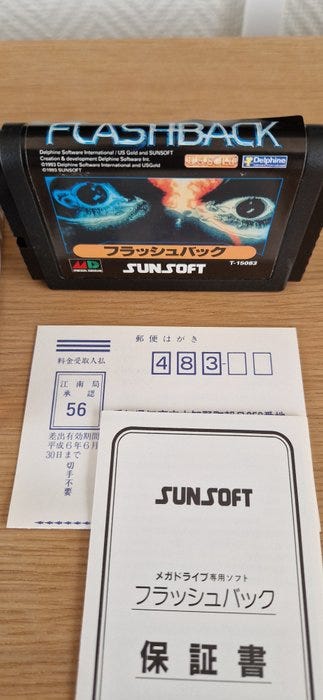 FLASHBACK
Delphine Software International / US Gold and SUNSOFT
Creation & development Delphine Software Int.
©1993 Delphine Software International and USGold
©1993 SUNSOFT
Delphine
MEGA DRIVE
フラッシュバック
SUNSOFT
T-15083
郵便はがき
料金受取人払
483-
江南局
承認
56
差出有効期間
平成6年6月
30日まで
切手不要
SUNSOFT
メガドライブ専用ソフト
フラッシュバック
保証書